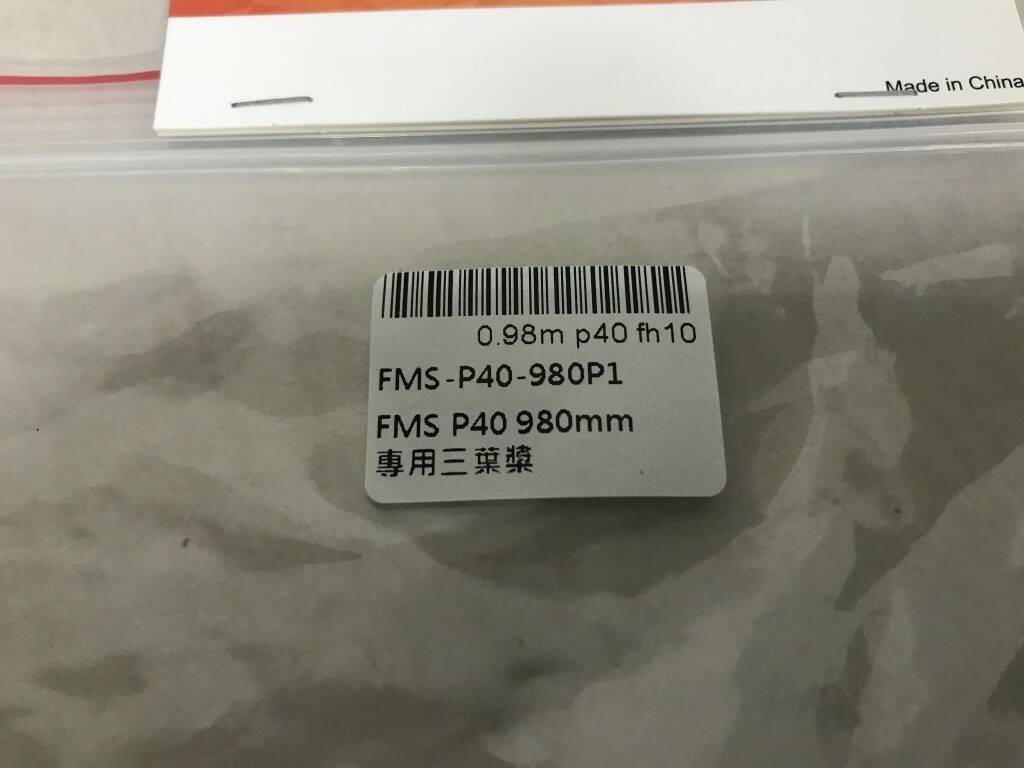 Made in China
0.98m p40 fh10
FMS-P40-980P1
FMS P40 980mm
專用三葉槳